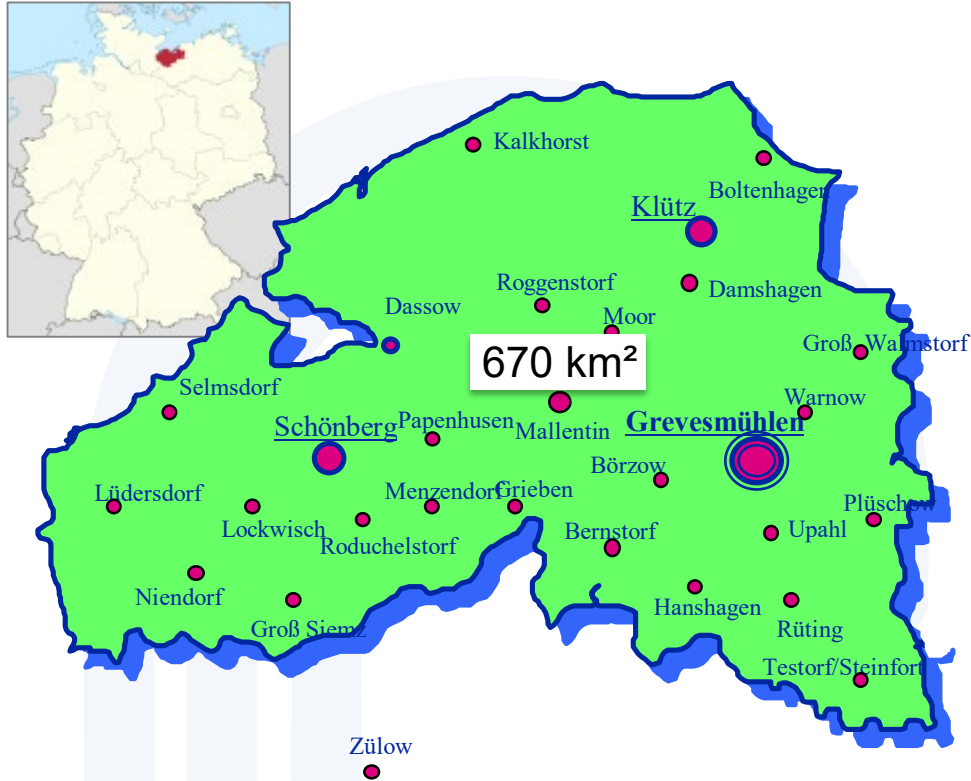 Kalkhorst
Boltenhagen
Klütz
Roggenstorf
Damshagen
Dassow
Moor
Groß Walmstorf
670 km²
Selmsdorf
Warnow
Schönberg
Papenhusen
Mallentin
Grevesmühlen
Börzow
Lüdersdorf
Menzendorf
Grieben
Plüschow
Lockwisch
Roduchelstorf
Bernstorf
Upahl
Niendorf
Groß Siemz
Hanshagen
Rüting
Testorf/Steinfort
Zülow